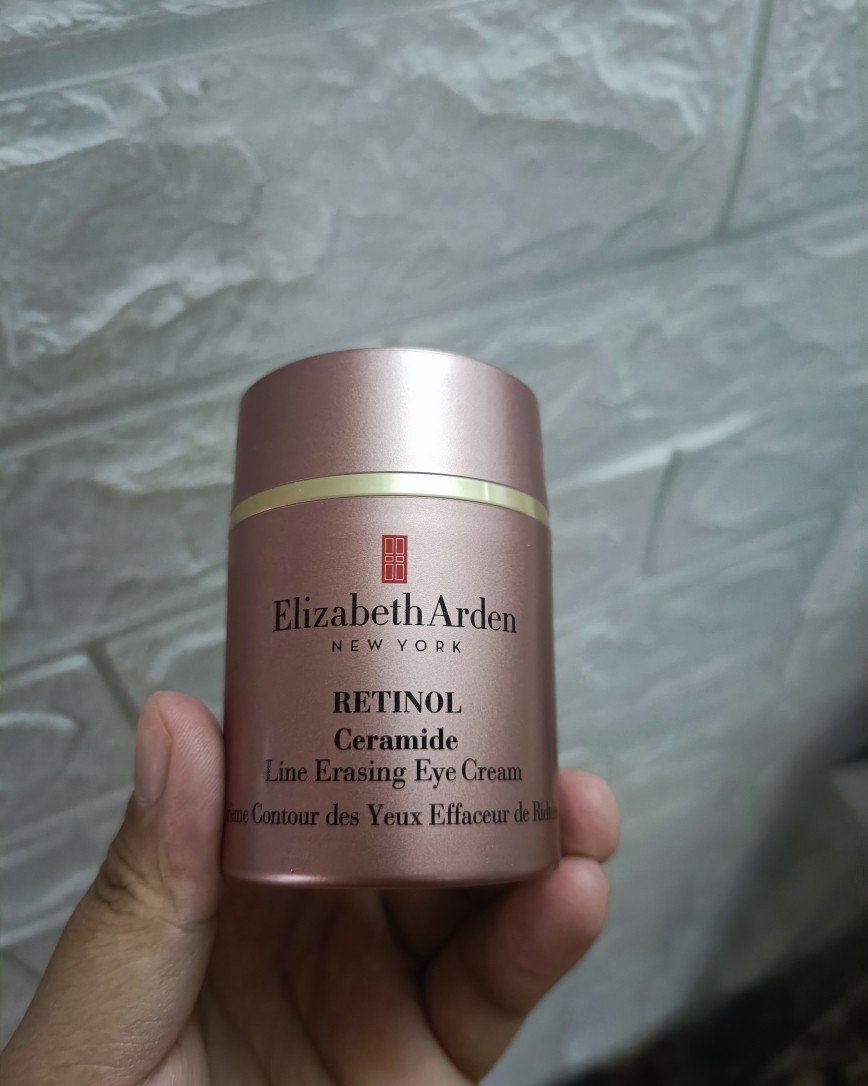 Elizabeth Arden
NEW YORK
RETINOL
Ceramide
Line Erasing Eye Cream
Contour des Yeux Effaceur de